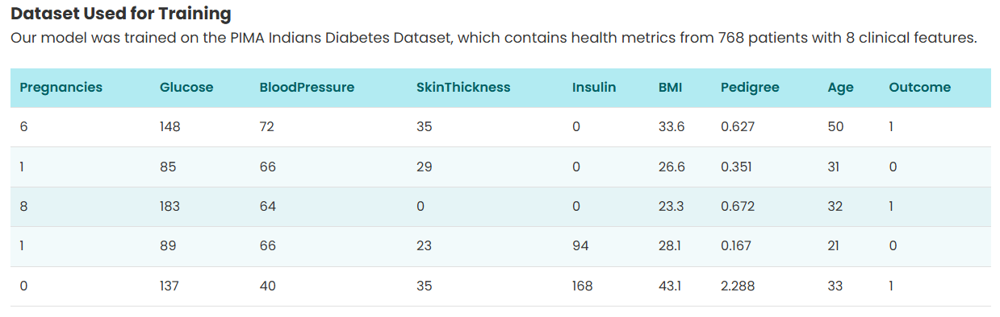 Dataset Used for Training
Our model was trained on the PIMA Indians Diabetes Dataset, which contains health metrics from 768 patients with 8 clinical features.
Pregnancies Glucose BloodPressure SkinThickness Insulin BMI Pedigree Age Outcome
6 148 72 35 0 33.6 0.627 50 1
1 85 66 29 0 26.6 0.351 31 0
8 183 64 0 0 23.3 0.672 32 1
1 89 66 23 94 28.1 0.167 21 0
0 137 40 35 168 43.1 2.288 33 1